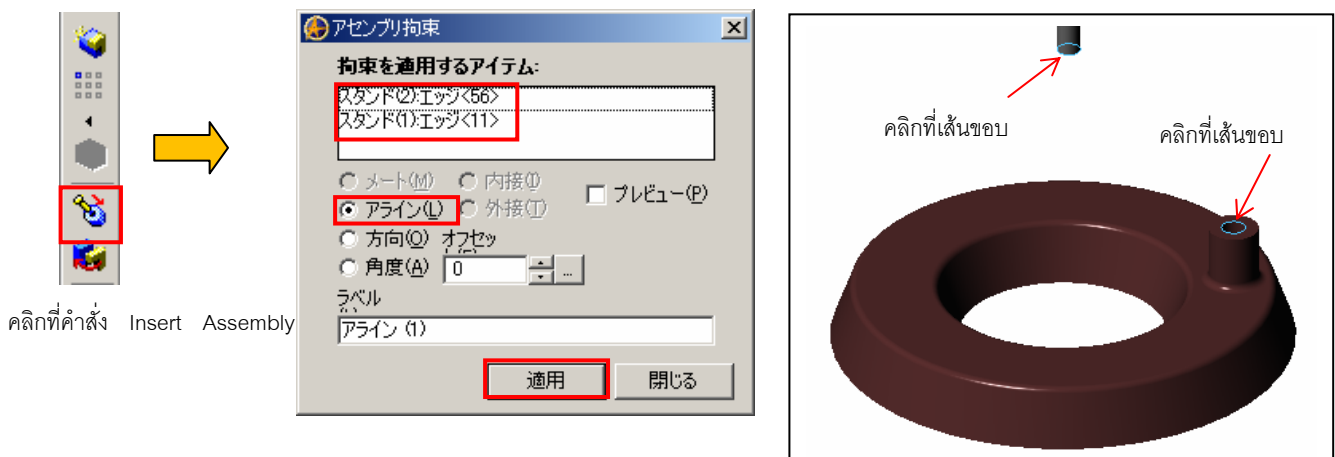 アセンブリ拘束
拘束を適用するアイテム:
スタンド(2):エッジ<56>
スタンド(1):エッジ<11>
メート(M) 内接(I)
プレビュー(P)
アライン(L) 外接(T)
方向(O) オフセッ
角度(A) 0 ...
ラベル
アライン (1)
適用 閉じる
คลิกที่คำสั่ง Insert Assembly
คลิกที่เส้นขอบ
คลิกที่เส้นขอบ